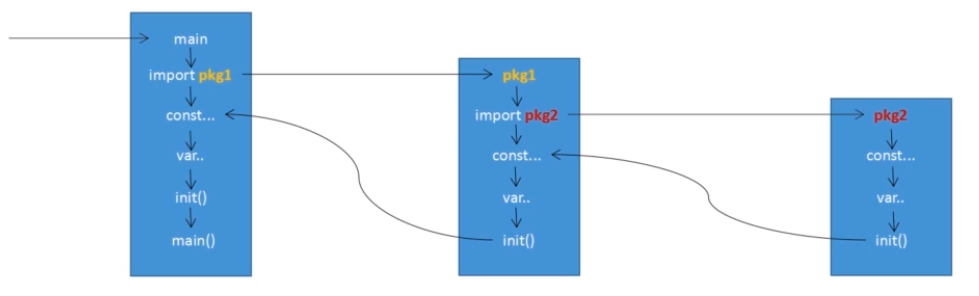 main
import pkg1
const...
var..
init()
main()
pkg1
import pkg2
const...
var..
init()
pkg2
const...
var..
init()